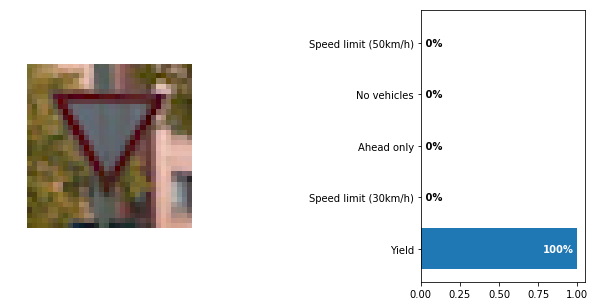 Speed limit (50km/h) 0%
No vehicles 0%
Ahead only 0%
Speed limit (30km/h) 0%
Yield 100%
0.00 0.25 0.50 0.75 1.00